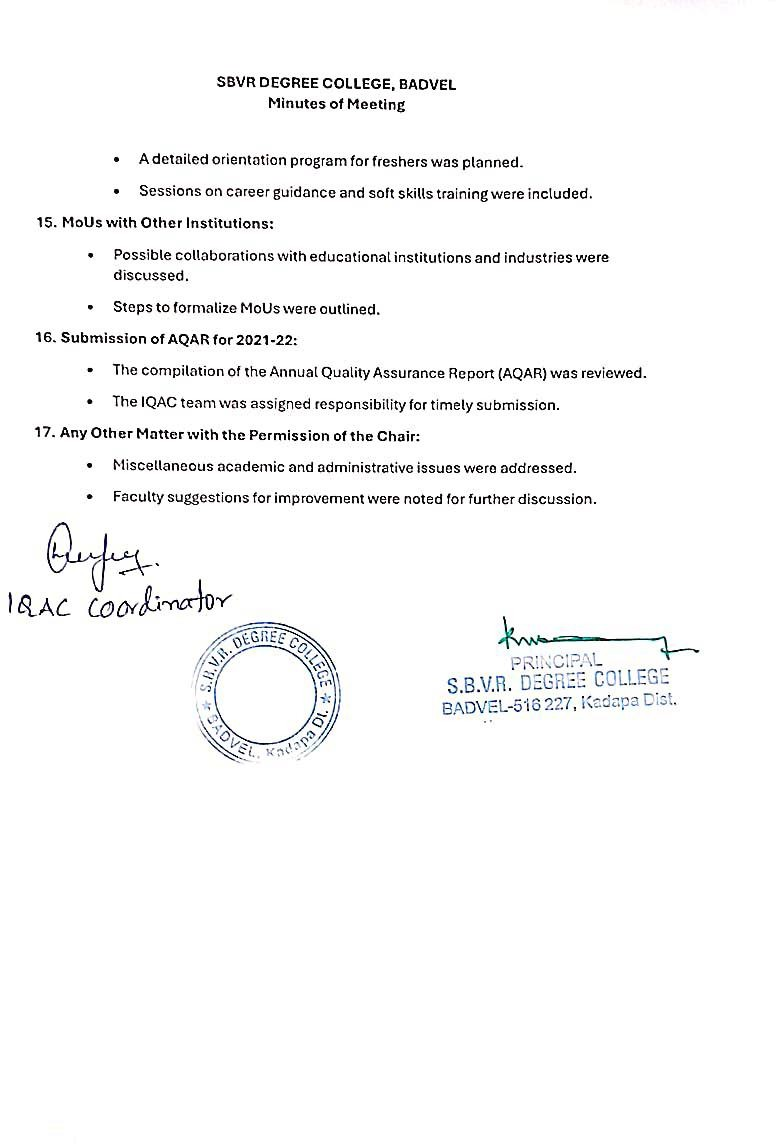 SBVR DEGREE COLLEGE, BADVEL
Minutes of Meeting
• A detailed orientation program for freshers was planned.
• Sessions on career guidance and soft skills training were included.
15. MoUs with Other Institutions:
• Possible collaborations with educational institutions and industries were
discussed.
• Steps to formalize MoUs were outlined.
16. Submission of AQAR for 2021-22:
• The compilation of the Annual Quality Assurance Report (AQAR) was reviewed.
• The IQAC team was assigned responsibility for timely submission.
17. Any Other Matter with the Permission of the Chair:
• Miscellaneous academic and administrative issues were addressed.
• Faculty suggestions for improvement were noted for further discussion.
IQAC Coordinator
S.B.V.R. DEGREE COLLEGE
★ BADVEL, Kadapa Dt. ★
PRINCIPAL
S.B.V.R. DEGREE COLLEGE
BADVEL-516 227, Kadapa Dist.